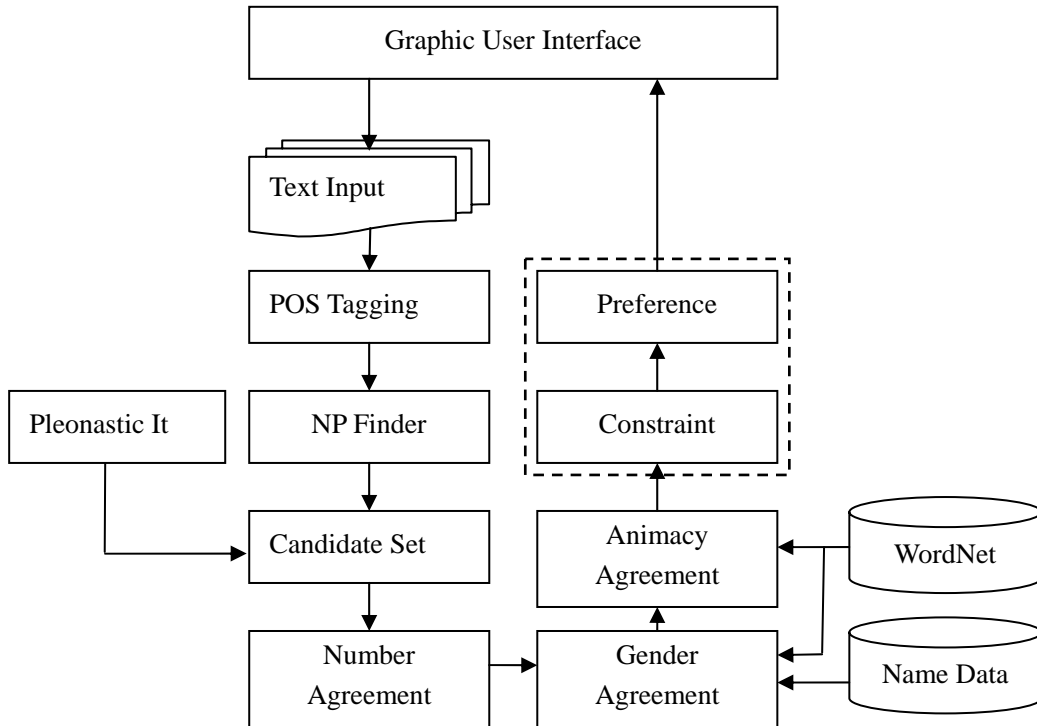 Graphic User Interface
Text Input
POS Tagging
Preference
Pleonastic It
NP Finder
Constraint
Candidate Set
Animacy
Agreement
WordNet
Number
Agreement
Gender
Agreement
Name Data